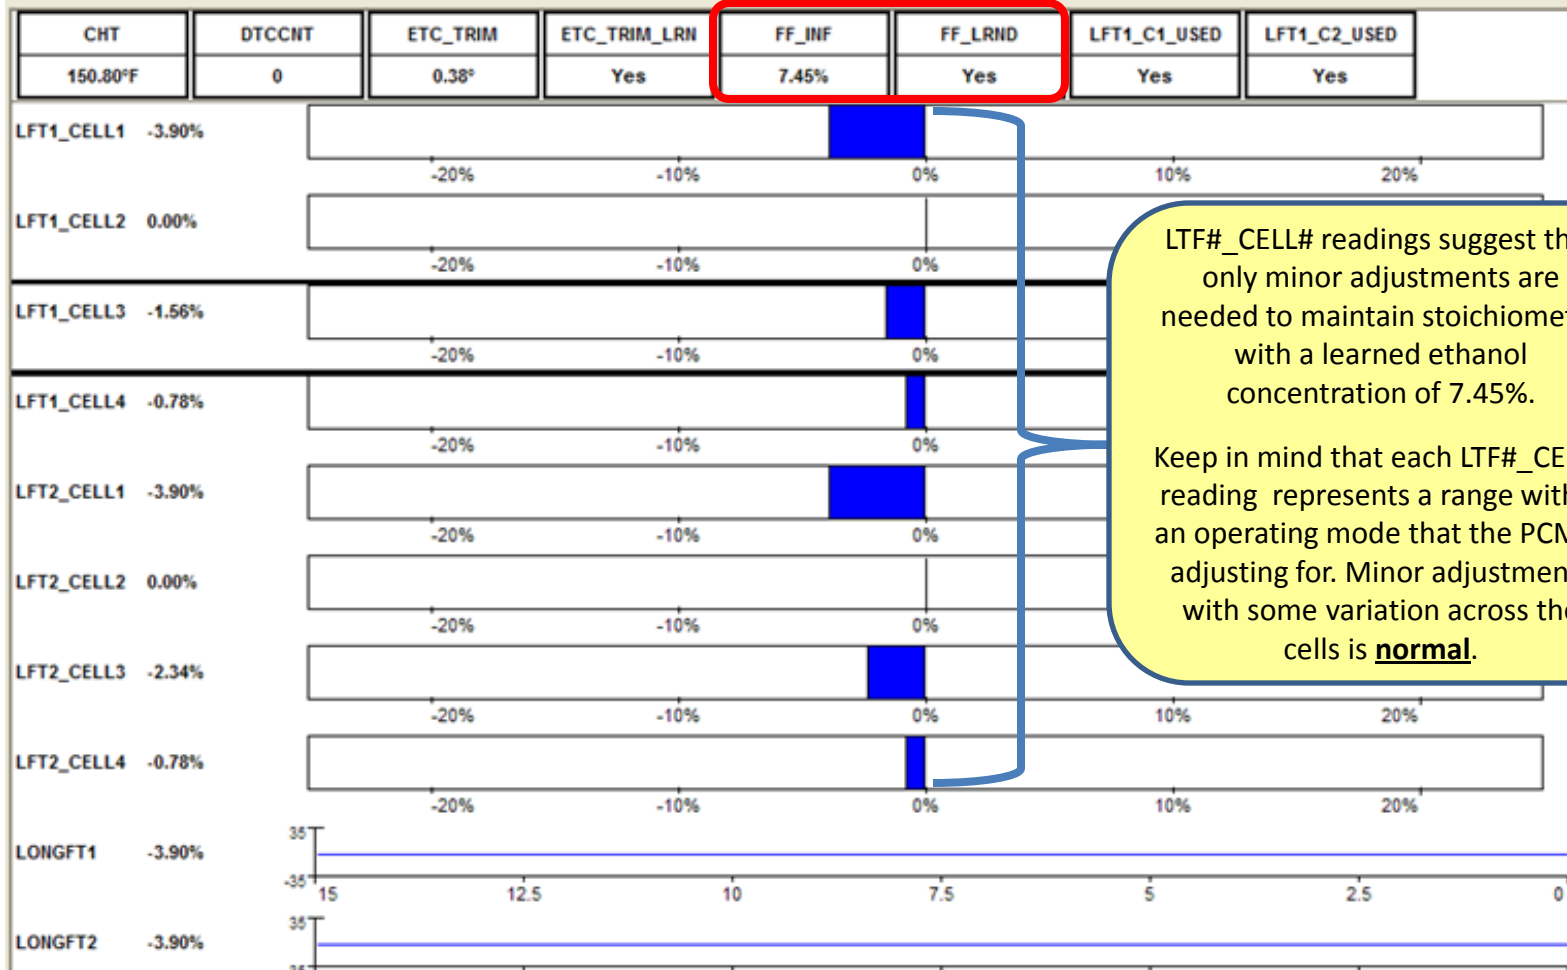 CHT DTCCNT ETC_TRIM ETC_TRIM_LRN FF_INF FF_LRND LFT1_C1_USED LFT1_C2_USED
150.80°F 0 0.38° Yes 7.45% Yes Yes Yes
LFT1_CELL1 -3.90%
-20% -10% 0% 10% 20%
LFT1_CELL2 0.00%
-20% -10% 0%
LFT1_CELL3 -1.56%
-20% -10% 0%
LFT1_CELL4 -0.78%
-20% -10% 0%
LFT2_CELL1 -3.90%
-20% -10% 0%
LFT2_CELL2 0.00%
-20% -10% 0%
LFT2_CELL3 -2.34%
-20% -10% 0% 10% 20%
LFT2_CELL4 -0.78%
-20% -10% 0% 10% 20%
LTF#_CELL# readings suggest th
only minor adjustments are
needed to maintain stoichiome
with a learned ethanol
concentration of 7.45%.
Keep in mind that each LTF#_CE
reading represents a range wit
an operating mode that the PCM
adjusting for. Minor adjustmen
with some variation across the
cells is normal.
LONGFT1 -3.90%
35
-35
15 12.5 10 7.5 5 2.5 0
LONGFT2 -3.90%
35